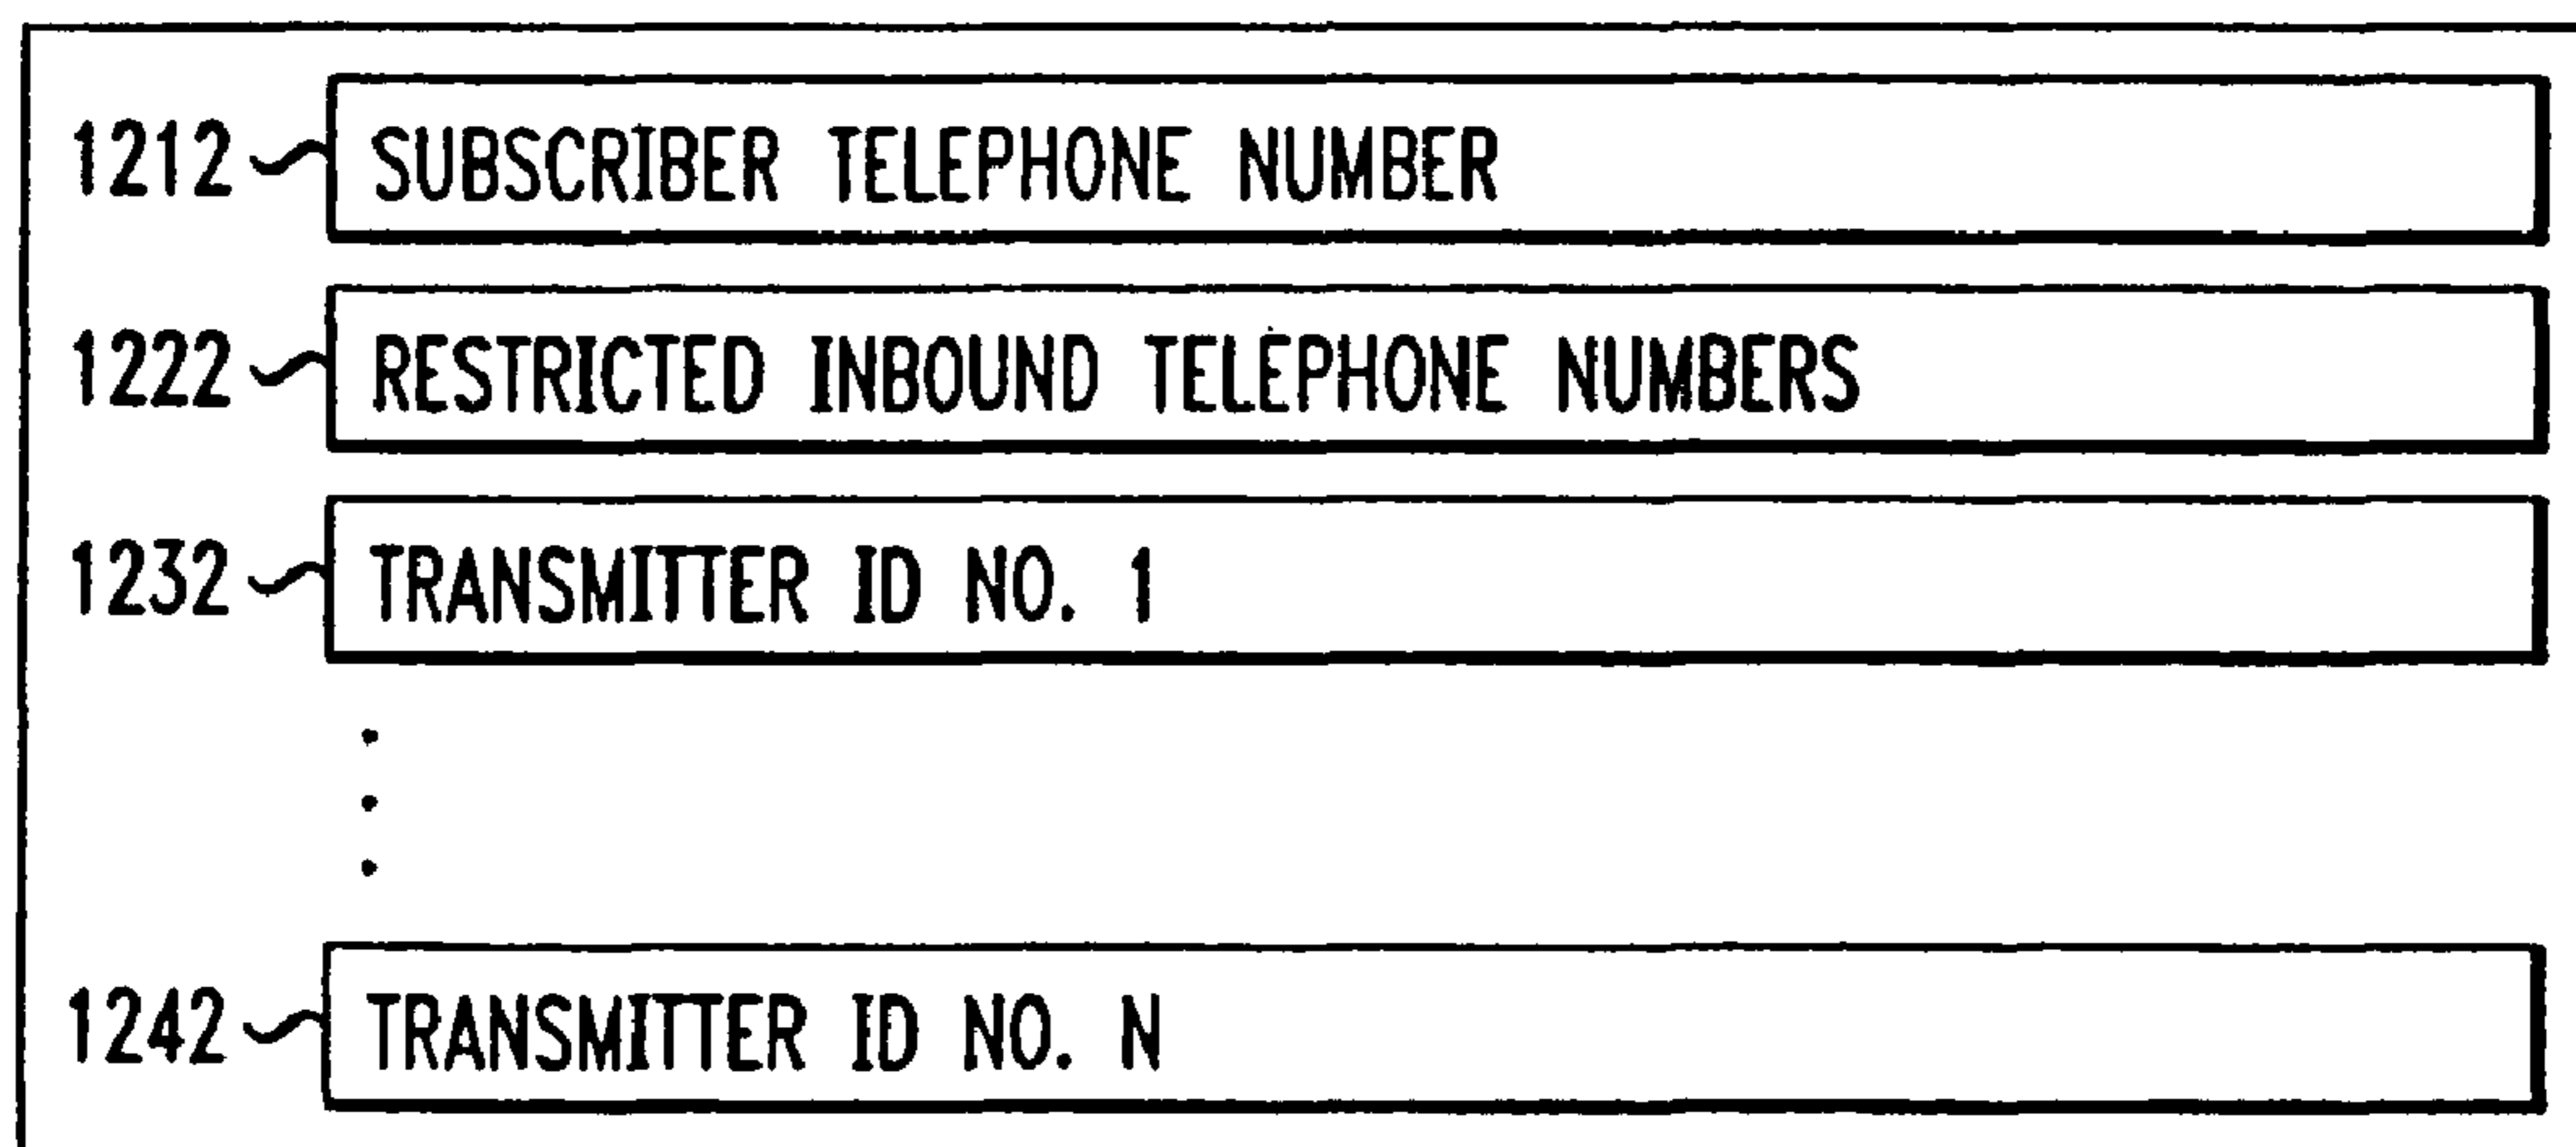 1212 SUBSCRIBER TELEPHONE NUMBER
1222 RESTRICTED INBOUND TELEPHONE NUMBERS
1232 TRANSMITTER ID NO. 1
1242 TRANSMITTER ID NO. N